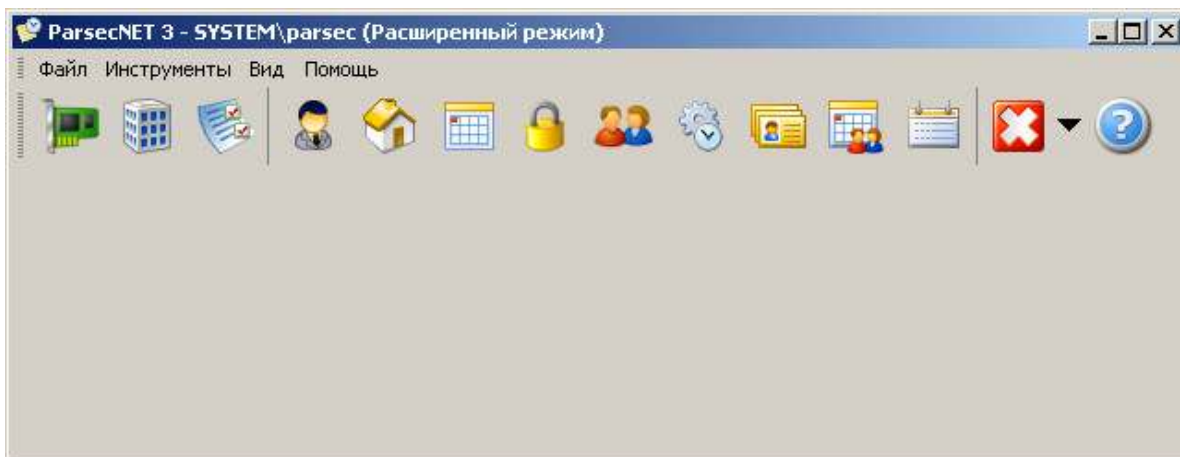 ParsecNET 3 - SYSTEM\parsec (Расширенный режим)
Файл Инструменты Вид Помощь